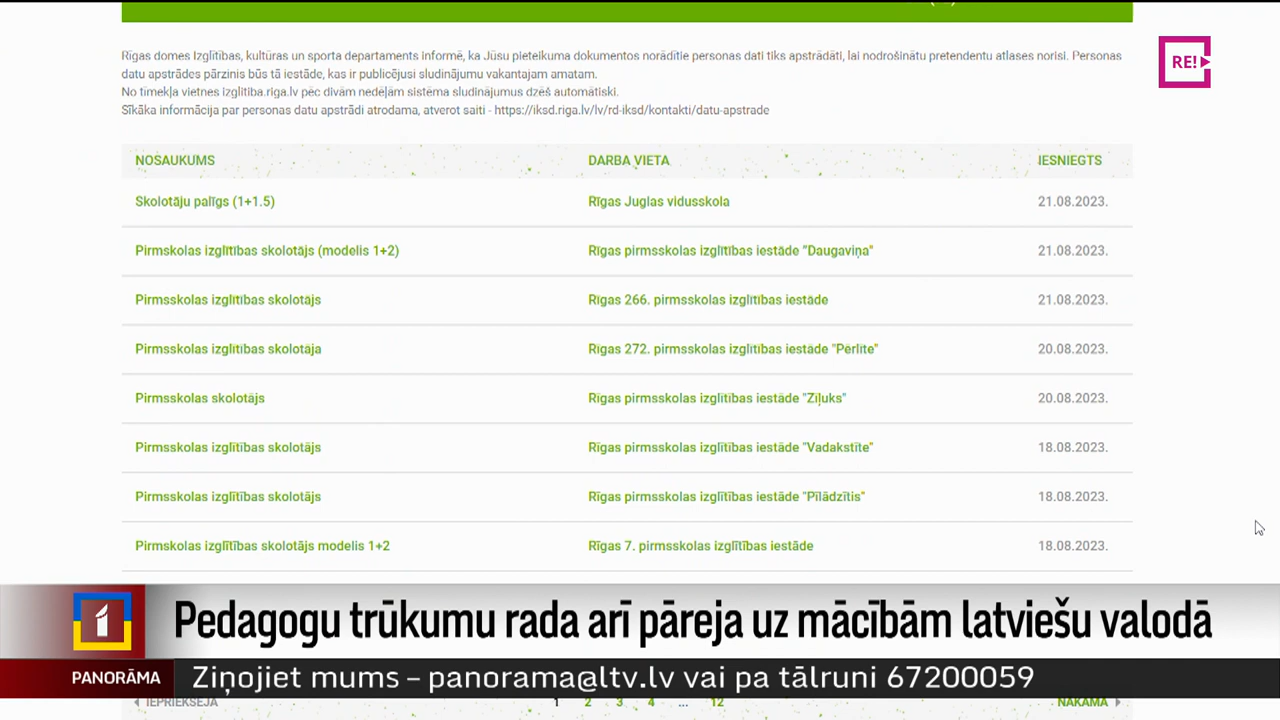 Rīgas domes Izglītības, kultūras un sporta departaments informē, ka Jūsu pieteikuma dokumentos norādītie personas dati tiks apstrādāti, lai nodrošinātu pretendentu atlases norisi. Personas
datu apstrādes pārzinis būs tā iestāde, kas ir publicējusi sludinājumu vakantajam amatam.
No tīmekļa vietnes izglitiba.riga.lv pēc divām nedēļām sistēma sludinājumus dzēš automātiski.
Sīkāka informācija par personas datu apstrādi atrodama, atverot saiti - https://iksd.riga.lv/lv/rd-iksd/kontakti/datu-apstrade
RE!
NOSAUKUMS DARBA VIETA IESNIEGTS
Skolotāju palīgs (1+1.5) Rīgas Juglas vidusskola 21.08.2023.
Pirmskolas izglītības skolotājs (modelis 1+2) Rīgas pirmsskolas izglītības iestāde "Daugaviņa" 21.08.2023.
Pirmsskolas izglītības skolotājs Rīgas 266. pirmsskolas izglītības iestāde 21.08.2023.
Pirmsskolas izglītības skolotāja Rīgas 272. pirmsskolas izglītības iestāde "Pērlīte" 20.08.2023.
Pirmsskolas skolotājs Rīgas pirmsskolas izglītības iestāde "Zīļuks" 20.08.2023.
Pirmsskolas izglītības skolotājs Rīgas pirmsskolas izglītības iestāde "Vadakstīte" 18.08.2023.
Pirmsskolas izglītības skolotājs Rīgas pirmsskolas izglītības iestāde "Pīlādzītis" 18.08.2023.
Pirmskolas izglītības skolotājs modelis 1+2 Rīgas 7. pirmsskolas izglītības iestāde 18.08.2023.
1 Pedagogu trūkumu rada arī pāreja uz mācībām latviešu valodā
PANORĀMA Ziņojiet mums – panorama@ltv.lv vai pa tālruni 67200059
IEPRIEKŠĒJĀ 1 2 3 4 ... 12 NĀKAMĀ